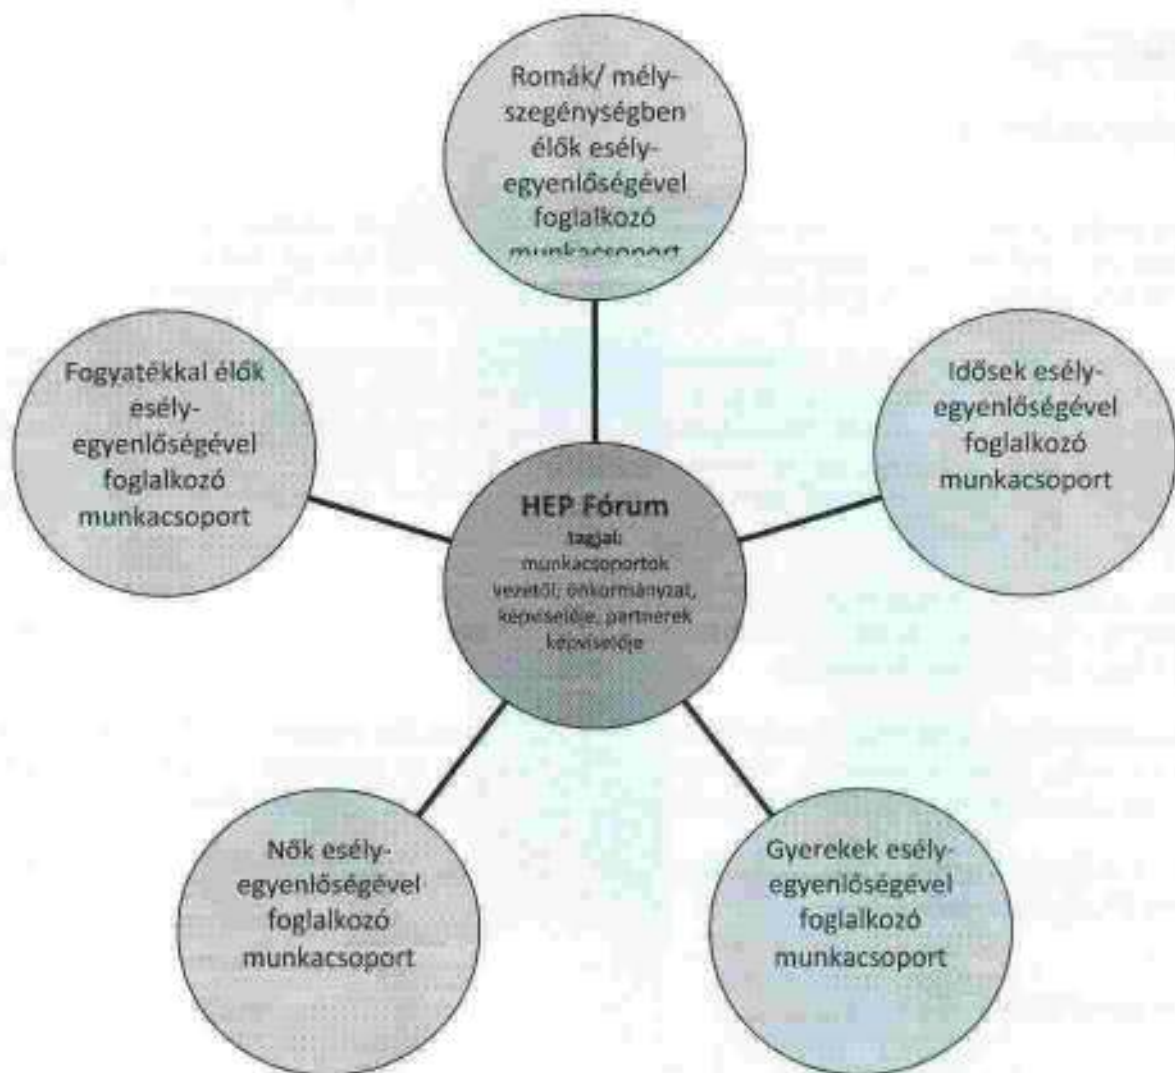 Romák/ mély-
szegénységben
élők esély-
egyenlőségével
foglalkozó
munkacsoport
Fogyatékkal élők
esély-
egyenlőségével
foglalkozó
munkacsoport
Idősek esély-
egyenlőségével
foglalkozó
munkacsoport
HEP Fórum
tagjai:
munkacsoportok
vezetői; önkormányzat,
képviselője, partnerek
képviselője
Nők esély-
egyenlőségével
foglalkozó
munkacsoport
Gyerekek esély-
egyenlőségével
foglalkozó
munkacsoport